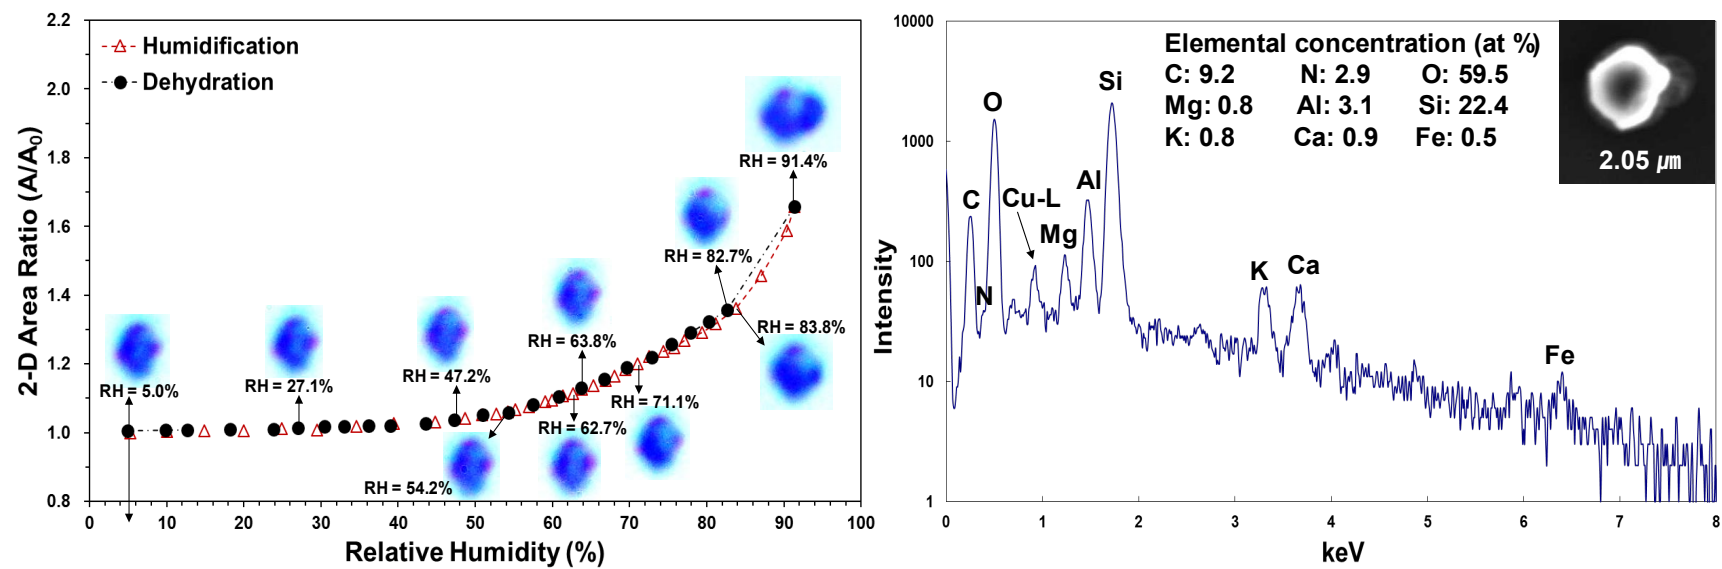 2.2
2.0
1.8
1.6
1.4
1.2
1.0
0.8
2-D Area Ratio (A/A0)
Humidification
Dehydration
RH = 91.4%
RH = 82.7%
RH = 83.8%
RH = 63.8%
RH = 5.0%
RH = 27.1%
RH = 47.2%
RH = 71.1%
RH = 62.7%
RH = 54.2%
0 10 20 30 40 50 60 70 80 90 100
Relative Humidity (%)
10000
1000
100
10
1
Intensity
Elemental concentration (at %)
C: 9.2 N: 2.9 O: 59.5
Mg: 0.8 Al: 3.1 Si: 22.4
K: 0.8 Ca: 0.9 Fe: 0.5
2.05 µm
Si
O
Al
C
Cu-L
Mg
N
K
Ca
Fe
0 1 2 3 4 5 6 7 8
keV